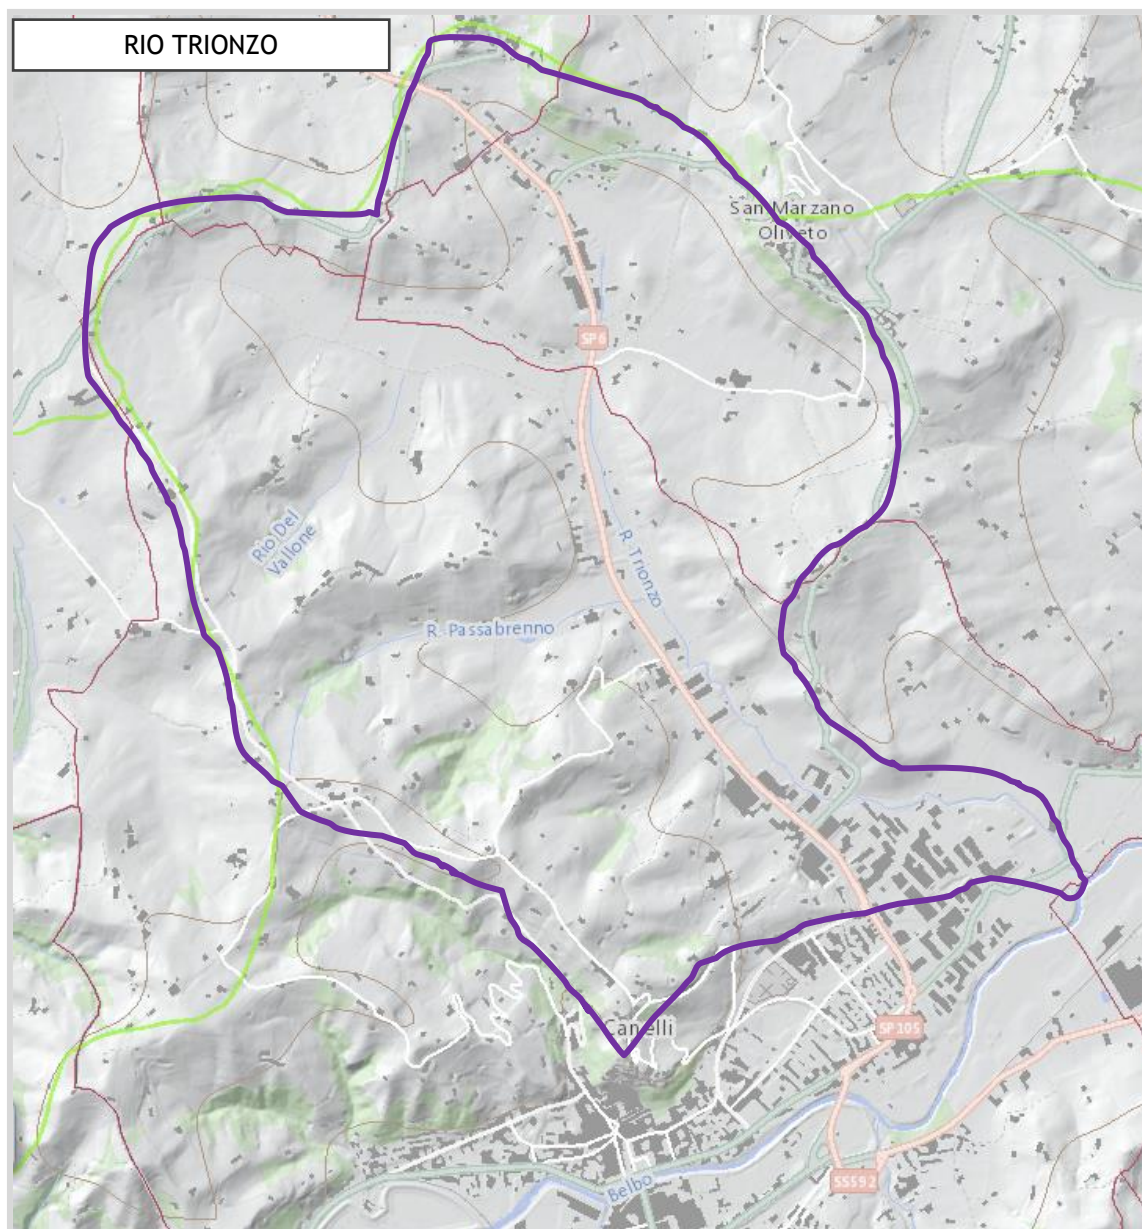 RIO TRIONZO
San Marzano
Oliveto
SP6
Rio Del
Vallone
R. Trionzo
R. Passabrenno
Canelli
SP105
SS592
Belbo